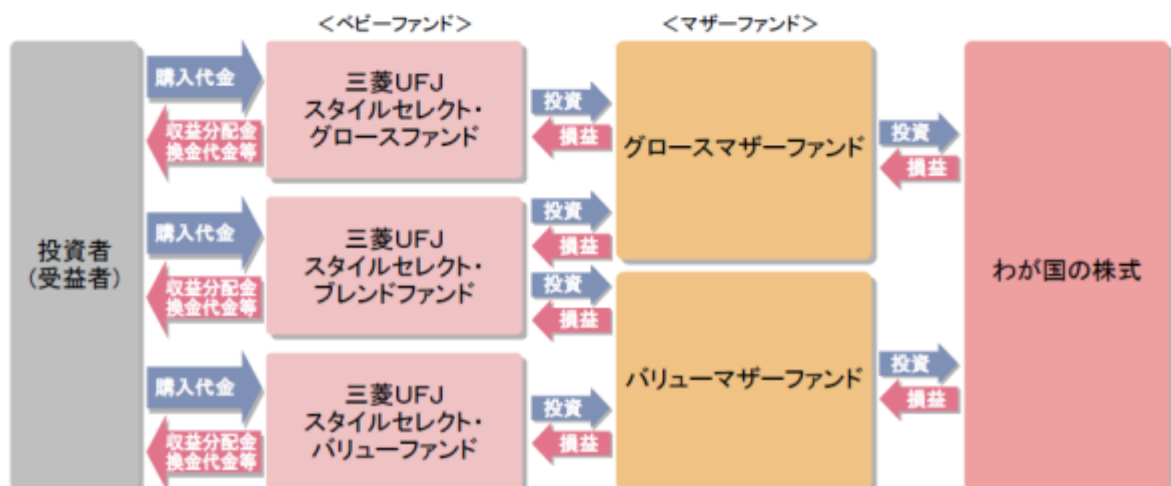 ＜ベビーファンド＞
＜マザーファンド＞
投資者
(受益者)
購入代金
収益分配金
換金代金等
三菱ＵＦＪ
スタイルセレクト・
グロースファンド
投資
損益
購入代金
収益分配金
換金代金等
三菱ＵＦＪ
スタイルセレクト・
ブレンドファンド
投資
損益
投資
損益
購入代金
収益分配金
換金代金等
三菱ＵＦＪ
スタイルセレクト・
バリューファンド
投資
損益
グロースマザーファンド
投資
損益
バリューマザーファンド
投資
損益
わが国の株式